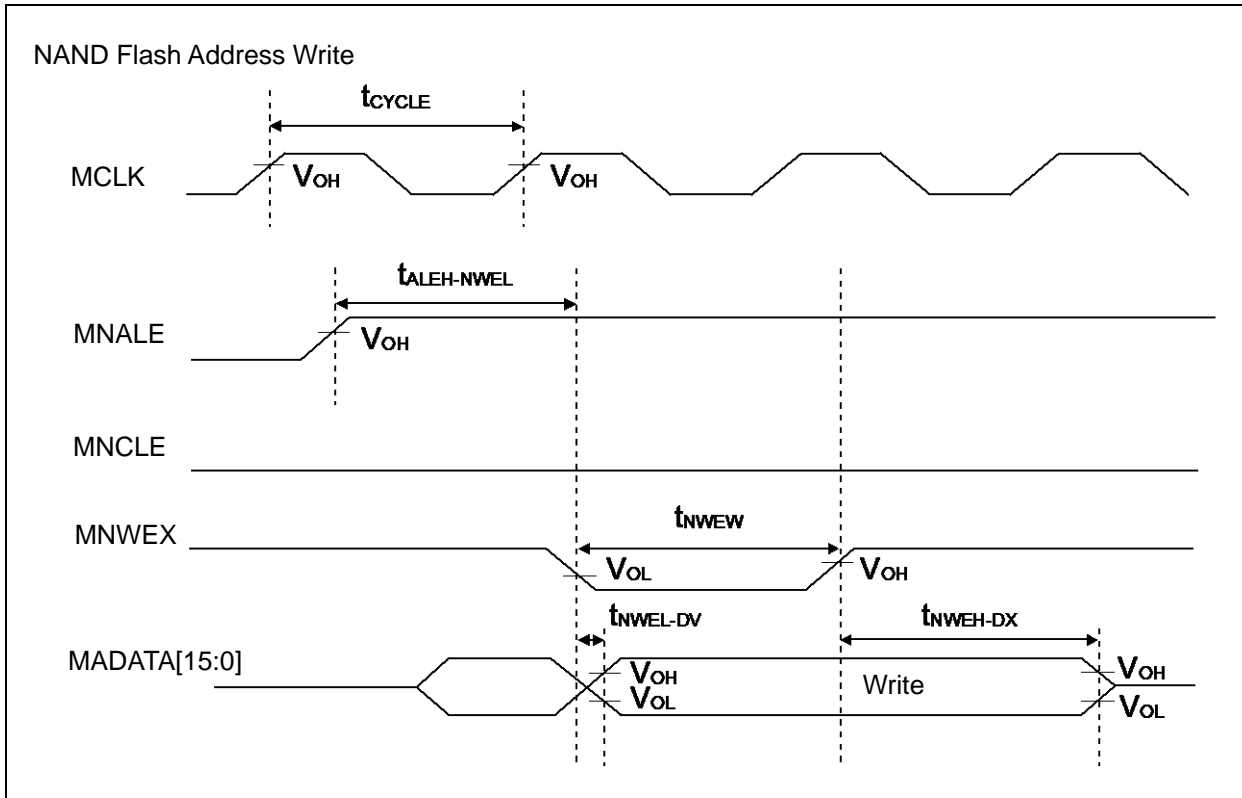 NAND Flash Address Write
tCYCLE
MCLK
VOH
VOH
tALEH-NWEL
MNALE
VOH
MNCLE
tNWEW
MNWEX
VOL
VOH
tNWEL-DV
tNWEH-DX
MADATA[15:0]
VOH
Write
VOH
VOL
VOL